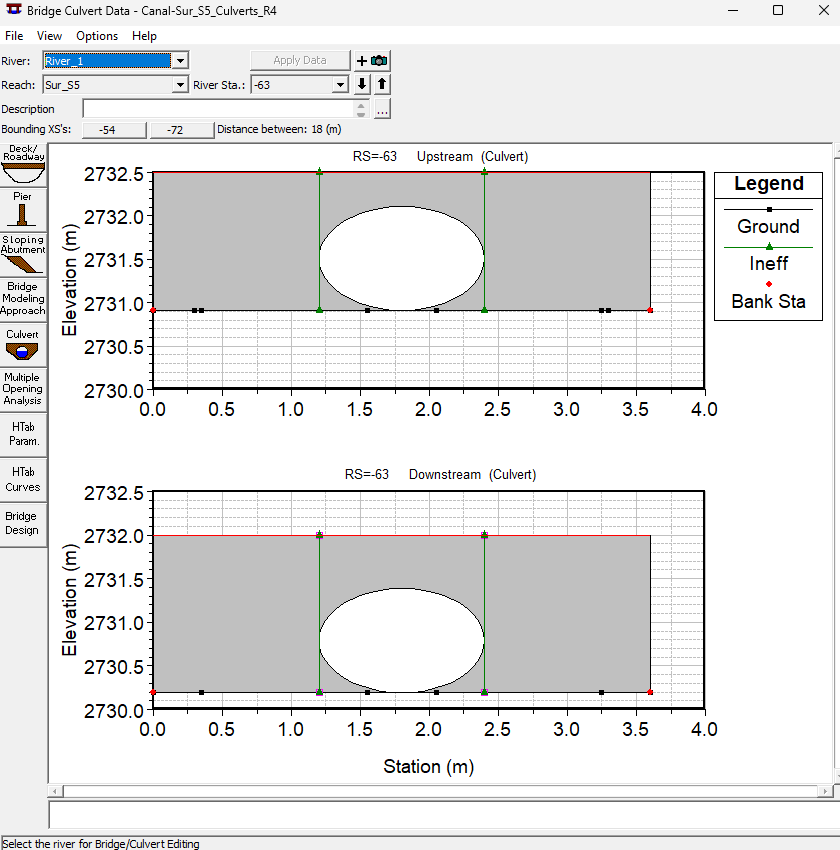 Bridge Culvert Data - Canal-Sur_S5_Culverts_R4
File View Options Help
River: River_1 Apply Data +
Reach: Sur_S5 River Sta.: -63
Description ...
Bounding XS's: -54 -72 Distance between: 18 (m)
Deck/
Roadway
Pier
Sloping
Abutment
Bridge
Modeling
Approach
Culvert
Multiple
Opening
Analysis
HTab
Param.
HTab
Curves
Bridge
Design
RS=-63 Upstream (Culvert)
2732.5
2732.0
2731.5
2731.0
2730.5
2730.0
Elevation (m)
0.0 0.5 1.0 1.5 2.0 2.5 3.0 3.5 4.0
Legend
Ground
Ineff
Bank Sta
RS=-63 Downstream (Culvert)
2732.5
2732.0
2731.5
2731.0
2730.5
2730.0
Elevation (m)
0.0 0.5 1.0 1.5 2.0 2.5 3.0 3.5 4.0
Station (m)
Select the river for Bridge/Culvert Editing